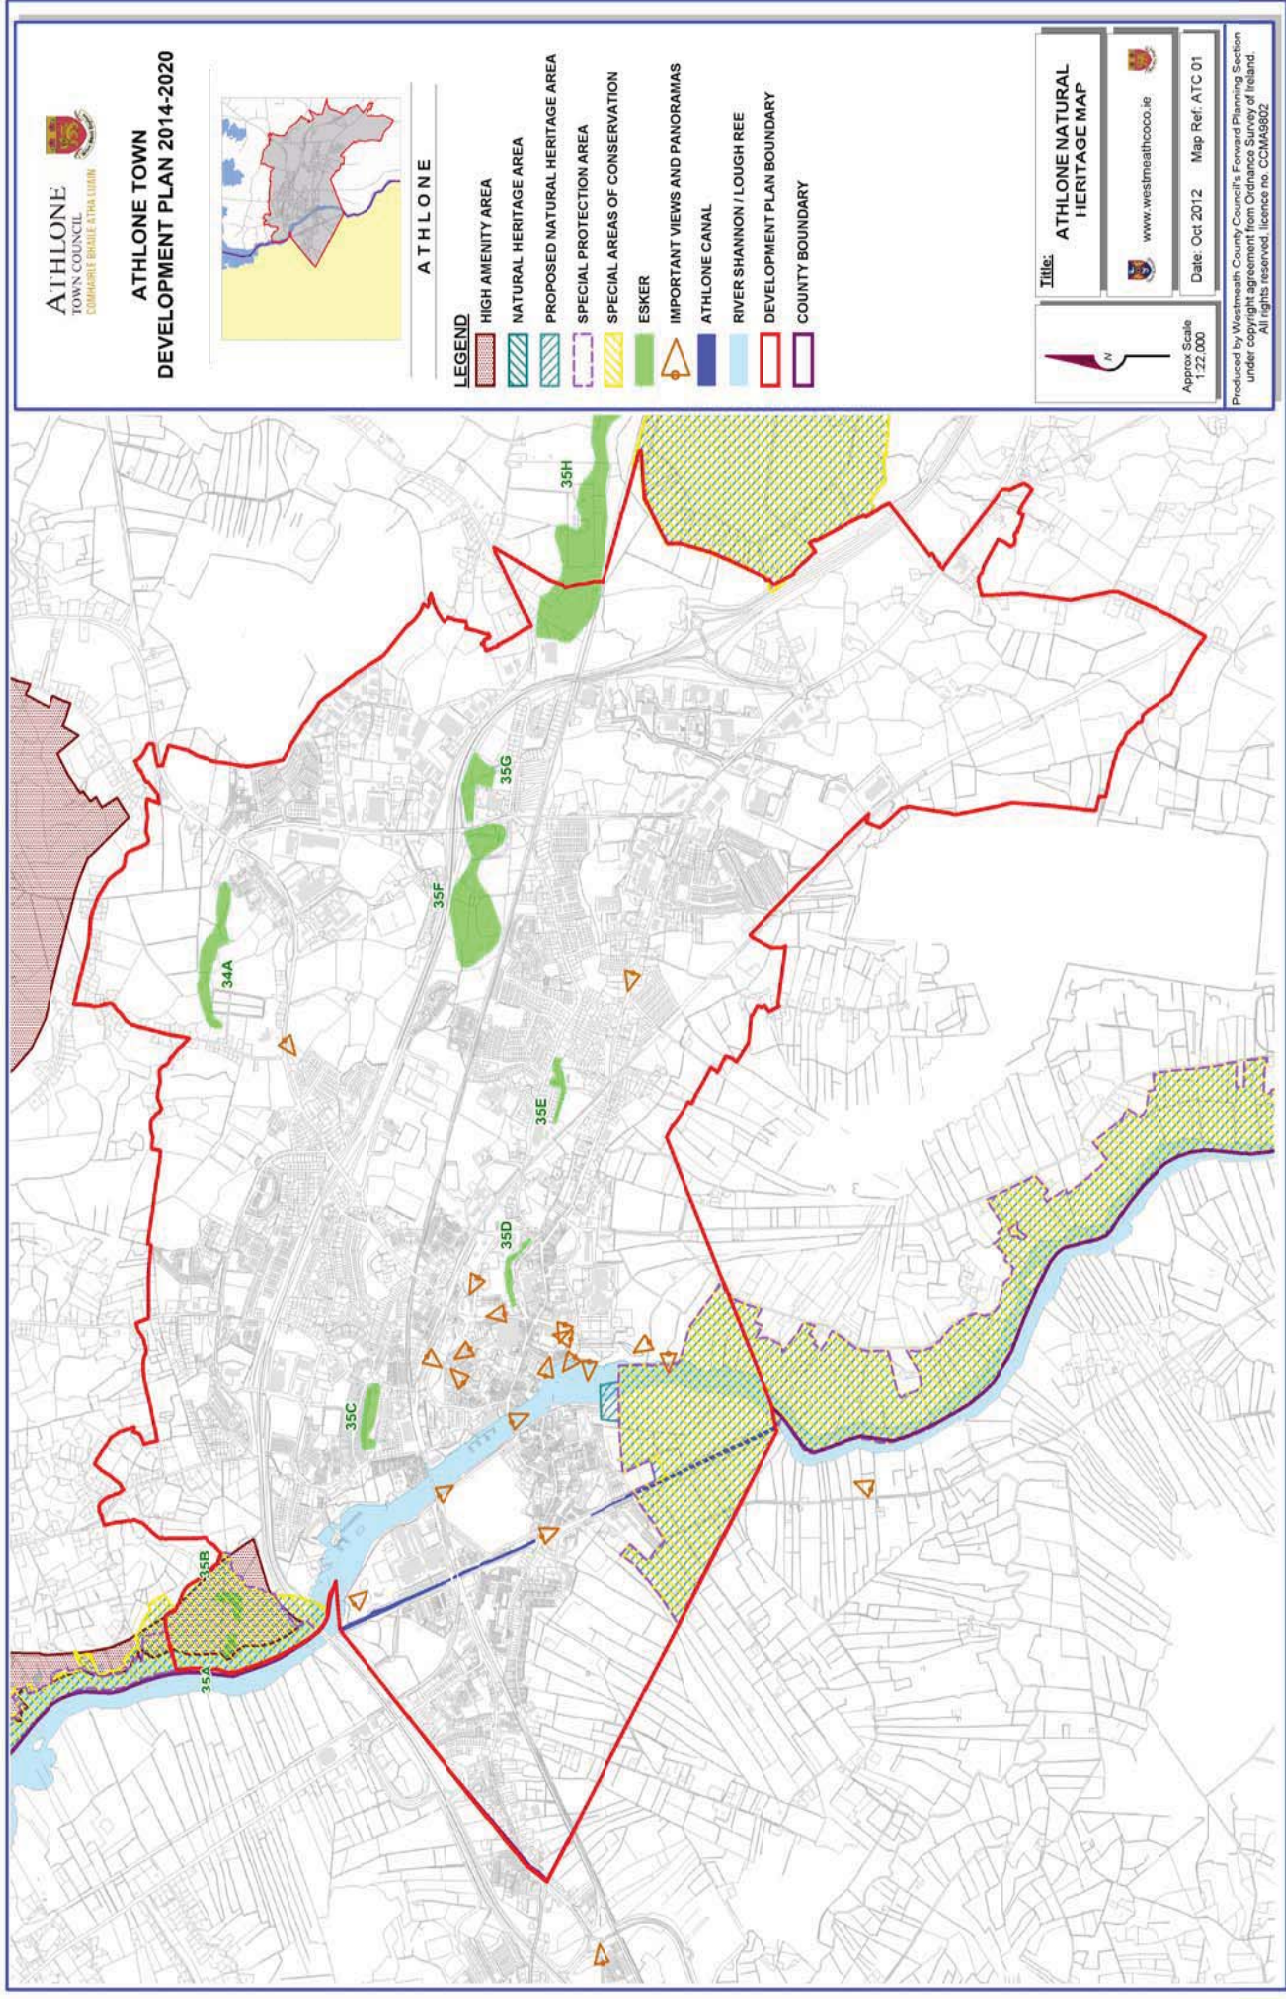 ATHLONE
TOWN COUNCIL
COMHAIRLE BHAILE ÁTHA LUAIN
ATHLONE TOWN
DEVELOPMENT PLAN 2014-2020
ATHLONE
LEGEND
HIGH AMENITY AREA
NATURAL HERITAGE AREA
PROPOSED NATURAL HERITAGE AREA
SPECIAL PROTECTION AREA
SPECIAL AREAS OF CONSERVATION
ESKER
IMPORTANT VIEWS AND PANORAMAS
ATHLONE CANAL
RIVER SHANNON / LOUGH REE
DEVELOPMENT PLAN BOUNDARY
COUNTY BOUNDARY
N
Approx Scale
1:22,000
Title:
ATHLONE NATURAL
HERITAGE MAP
www.westmeathcoco.ie
Date: Oct 2012 Map Ref: ATC 01
Produced by Westmeath County Council's Forward Planning Section
under copyright agreement from Ordnance Survey of Ireland.
All rights reserved. licence no. CCMA9802
35A
35B
34A
35C
35D
35E
35F
35G
35H